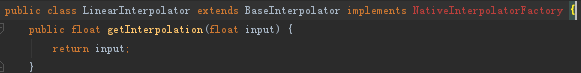 public class LinearInterpolator extends BaseInterpolator implements NativeInterpolatorFactory {
public float getInterpolation(float input) {
return input;
}